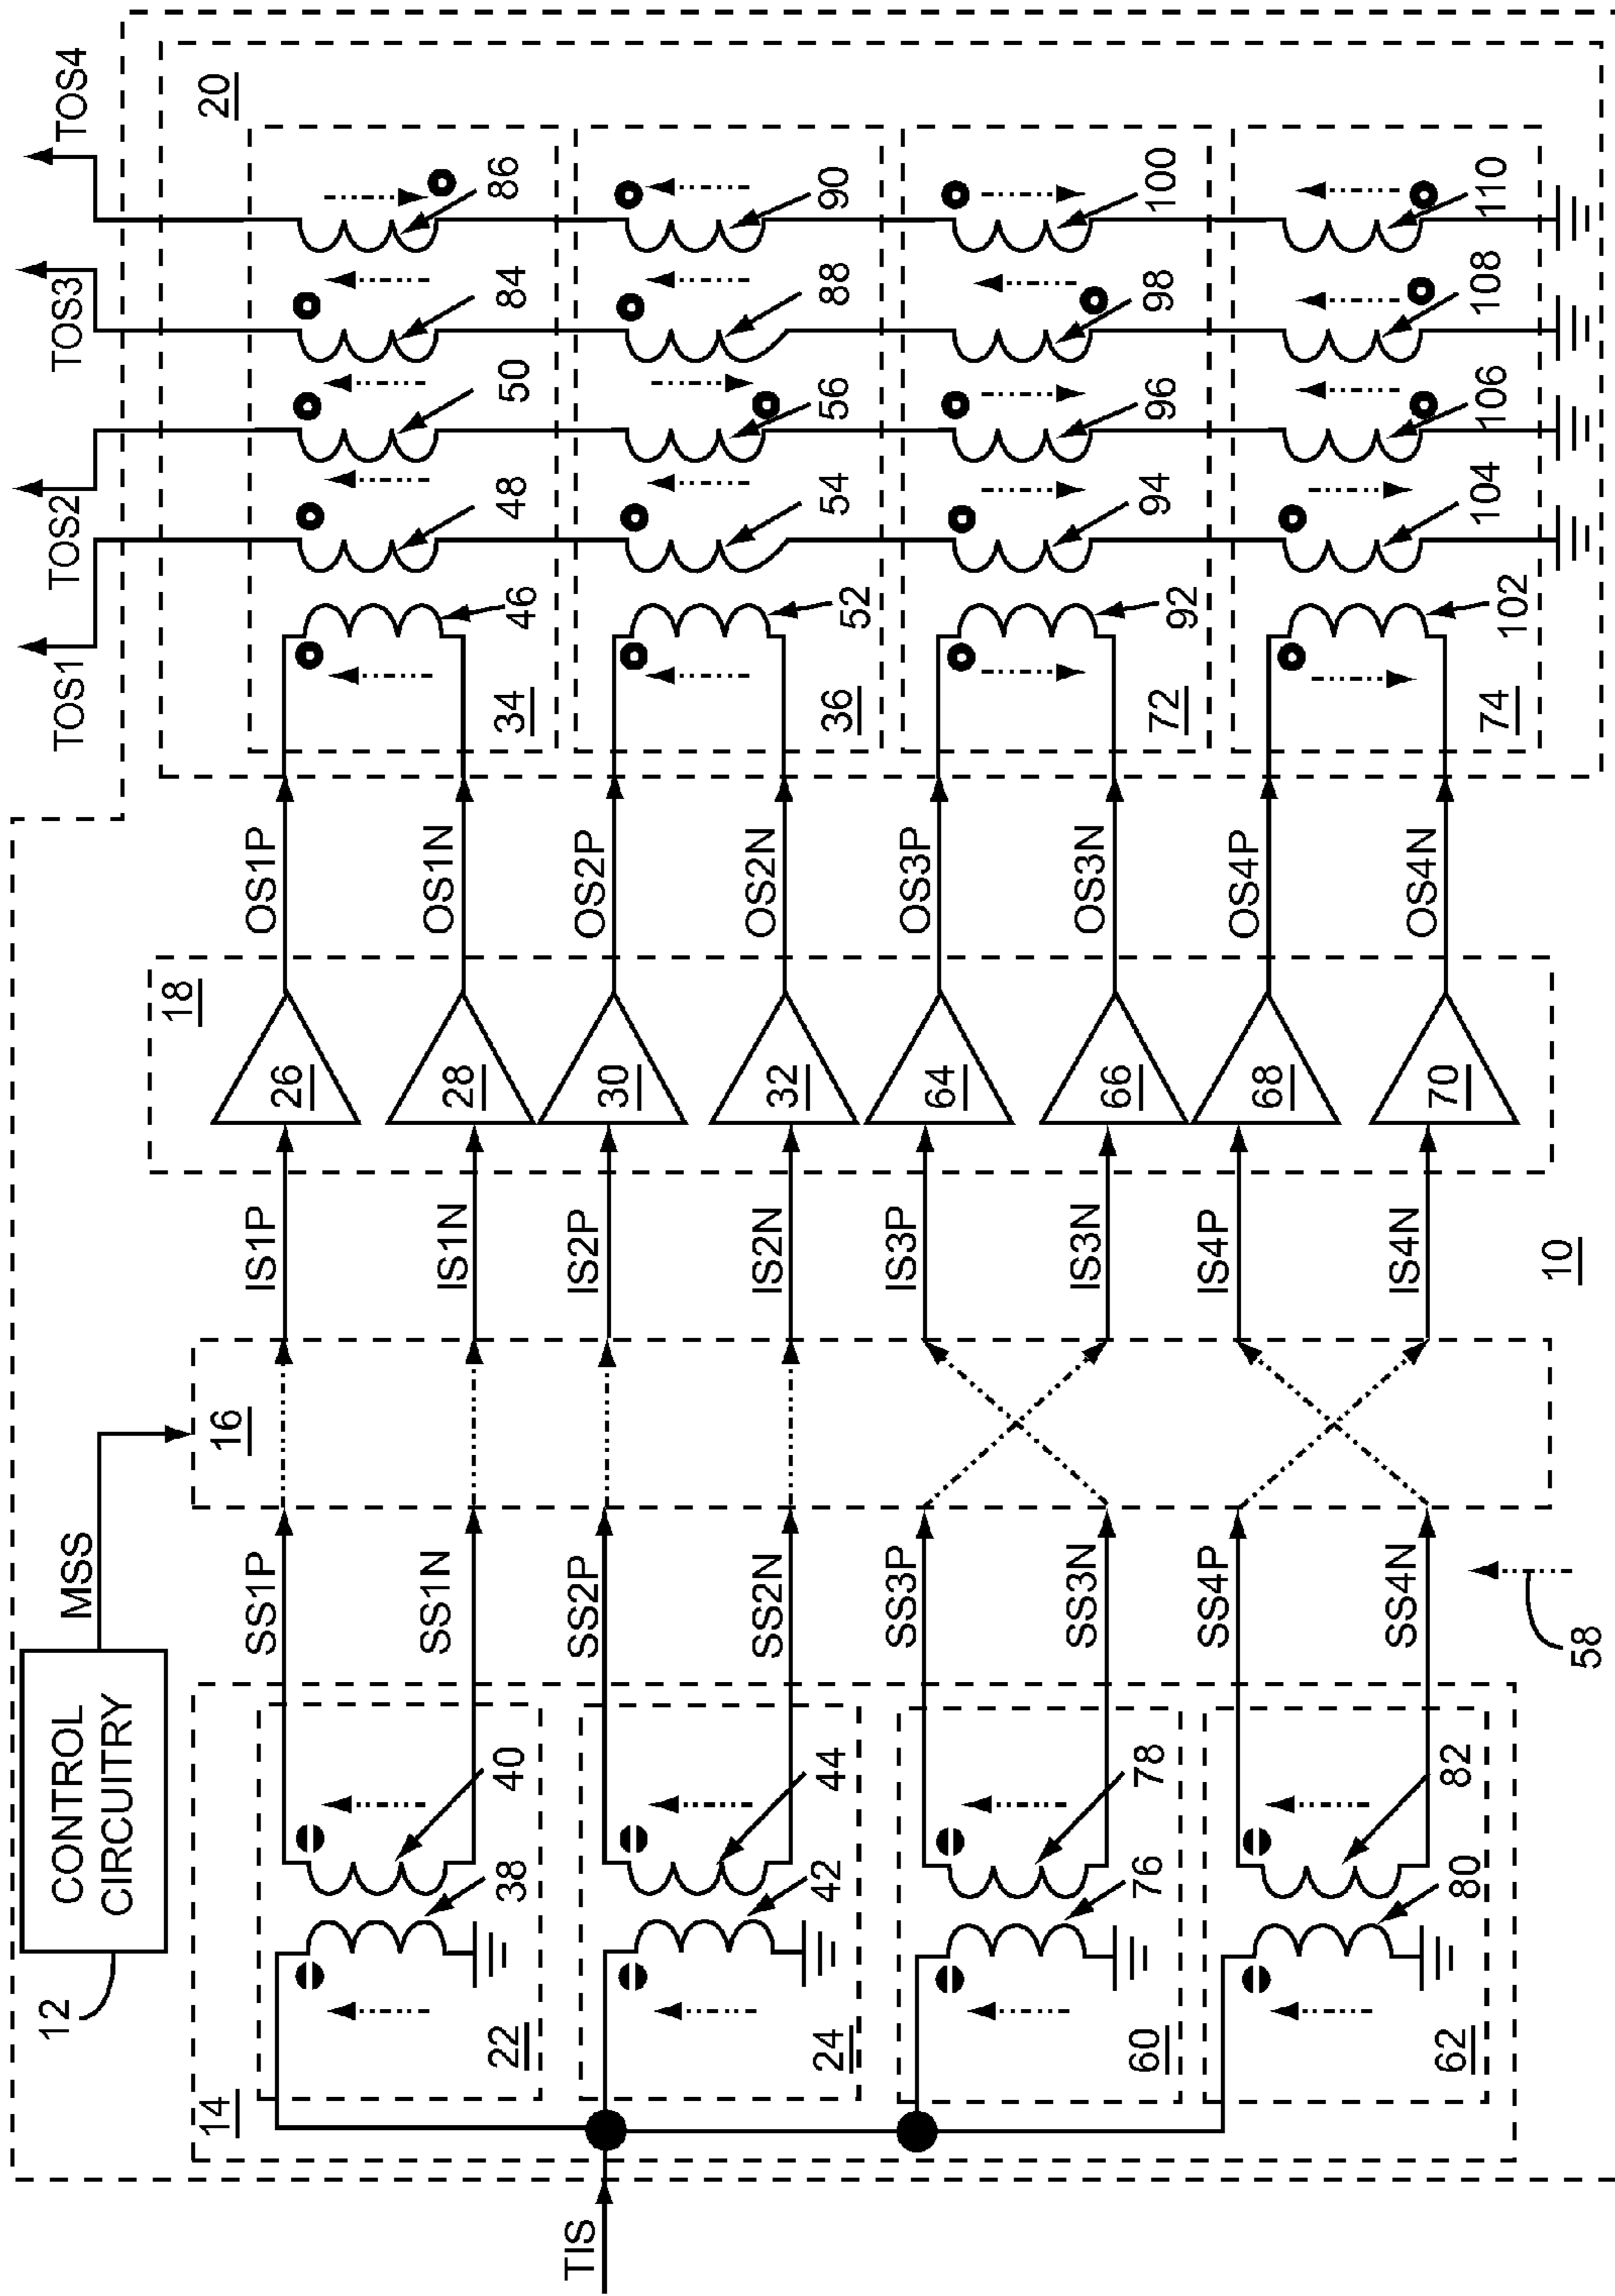 TIS
12
CONTROL
CIRCUITRY
MSS
14
22
38
40
24
42
44
60
76
78
62
80
82
SS1P
SS1N
SS2P
SS2N
SS3P
SS3N
SS4P
SS4N
58
16
IS1P
IS1N
IS2P
IS2N
IS3P
IS3N
IS4P
IS4N
10
18
26
28
30
32
64
66
68
70
OS1P
OS1N
OS2P
OS2N
OS3P
OS3N
OS4P
OS4N
TOS1
TOS2
TOS3
TOS4
20
34
46
48
50
84
86
36
52
54
56
88
90
72
92
94
96
98
100
74
102
104
106
108
110